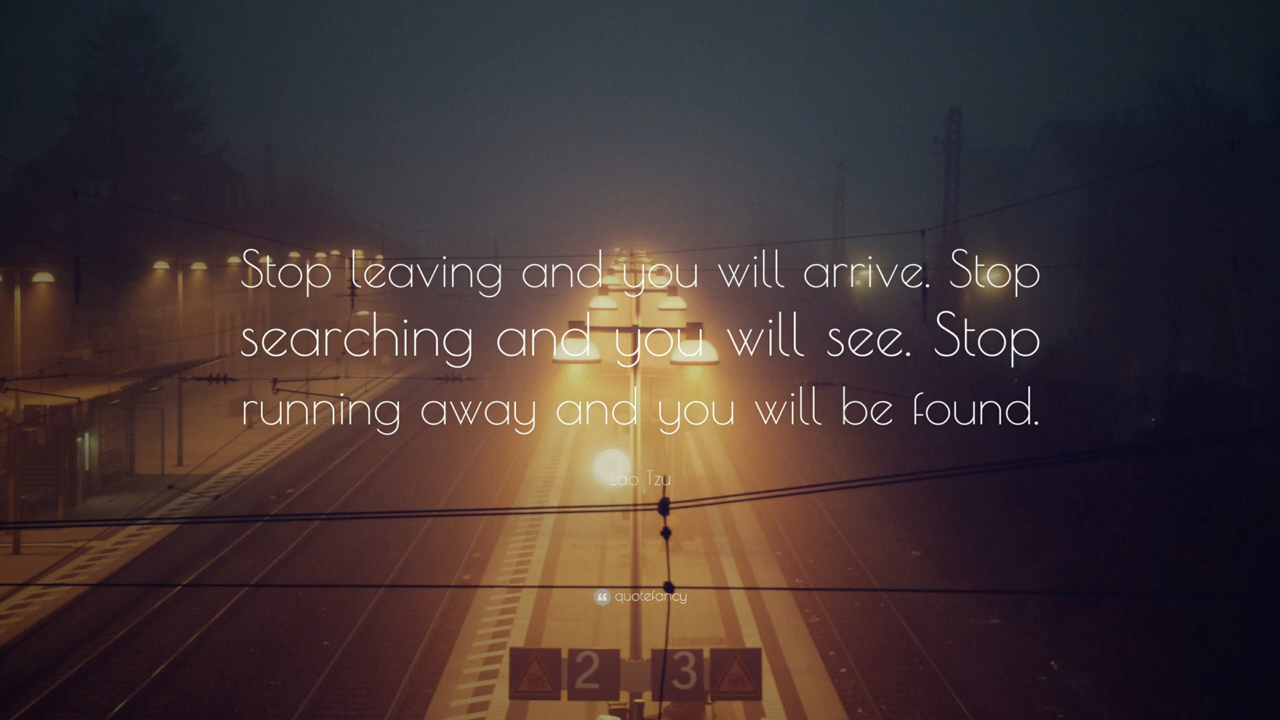 Stop leaving and you will arrive. Stop
searching and you will see. Stop
running away and you will be found.
Lao Tzu
quotefancy
2 3